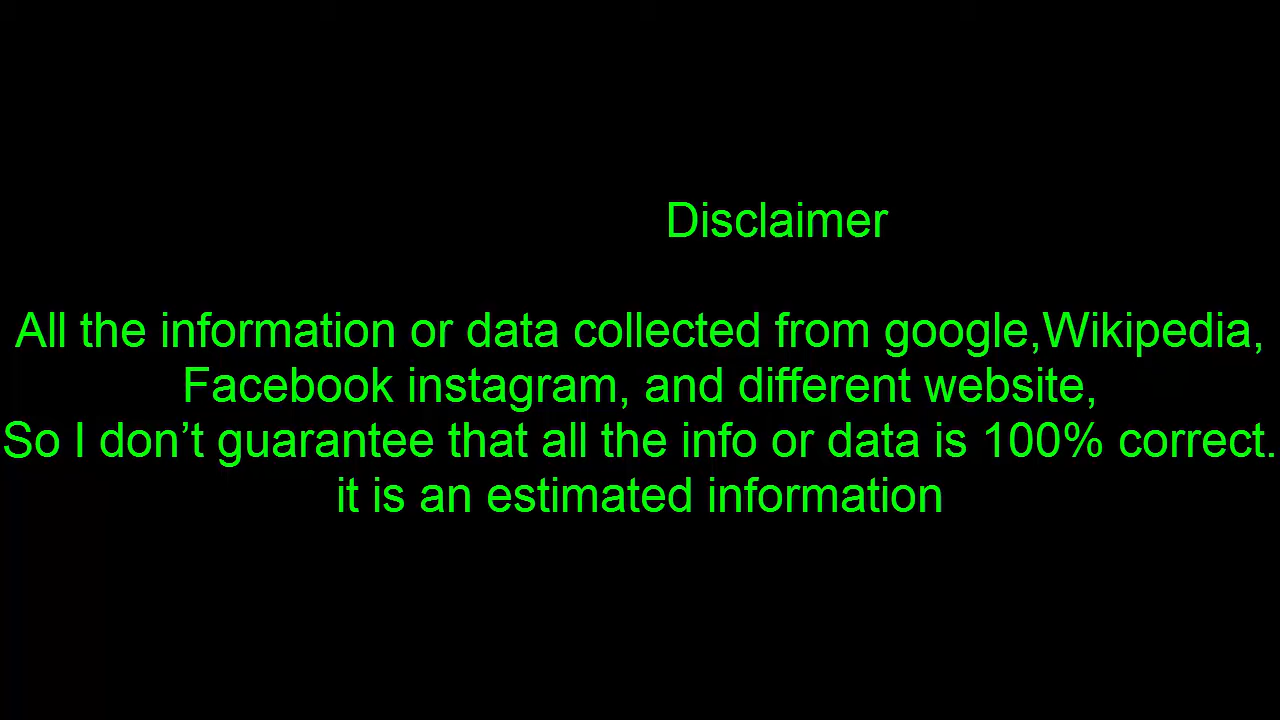 Disclaimer
All the information or data collected from google,Wikipedia,
Facebook instagram, and different website,
So I don’t guarantee that all the info or data is 100% correct.
it is an estimated information